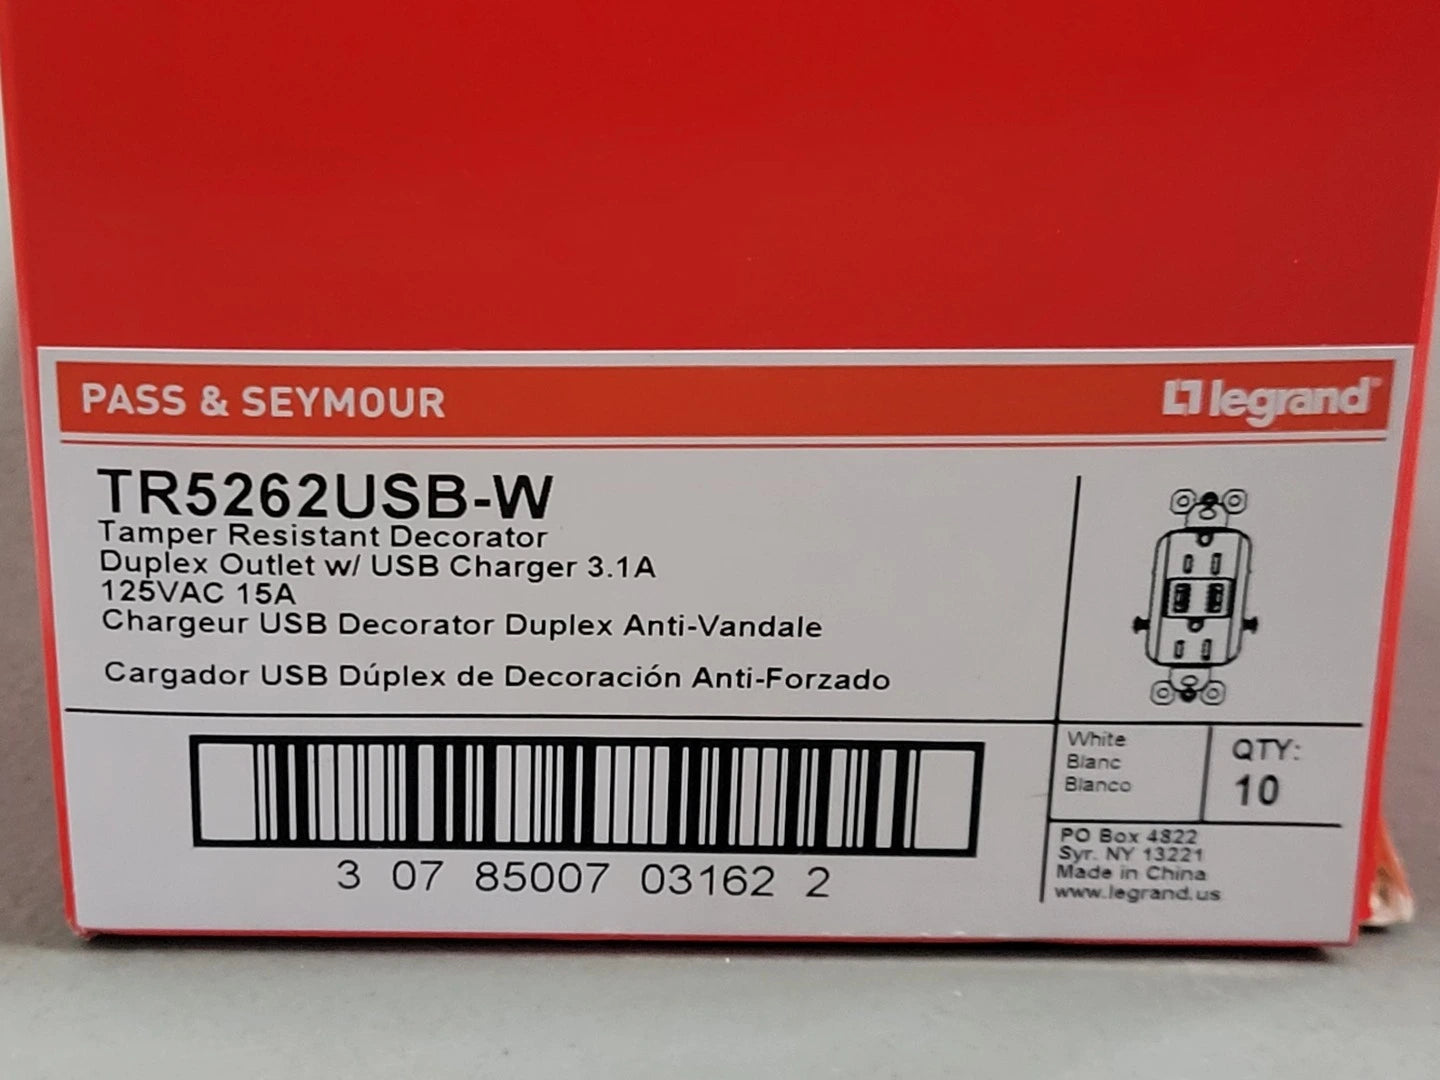 PASS & SEYMOUR
legrand®
TR5262USB-W
Tamper Resistant Decorator
Duplex Outlet w/ USB Charger 3.1A
125VAC 15A
Chargeur USB Decorator Duplex Anti-Vandale
Cargador USB Dúplex de Decoración Anti-Forzado
3 07 85007 03162 2
White
Blanc
Blanco
QTY:
10
PO Box 4822
Syr. NY 13221
Made in China
www.legrand.us